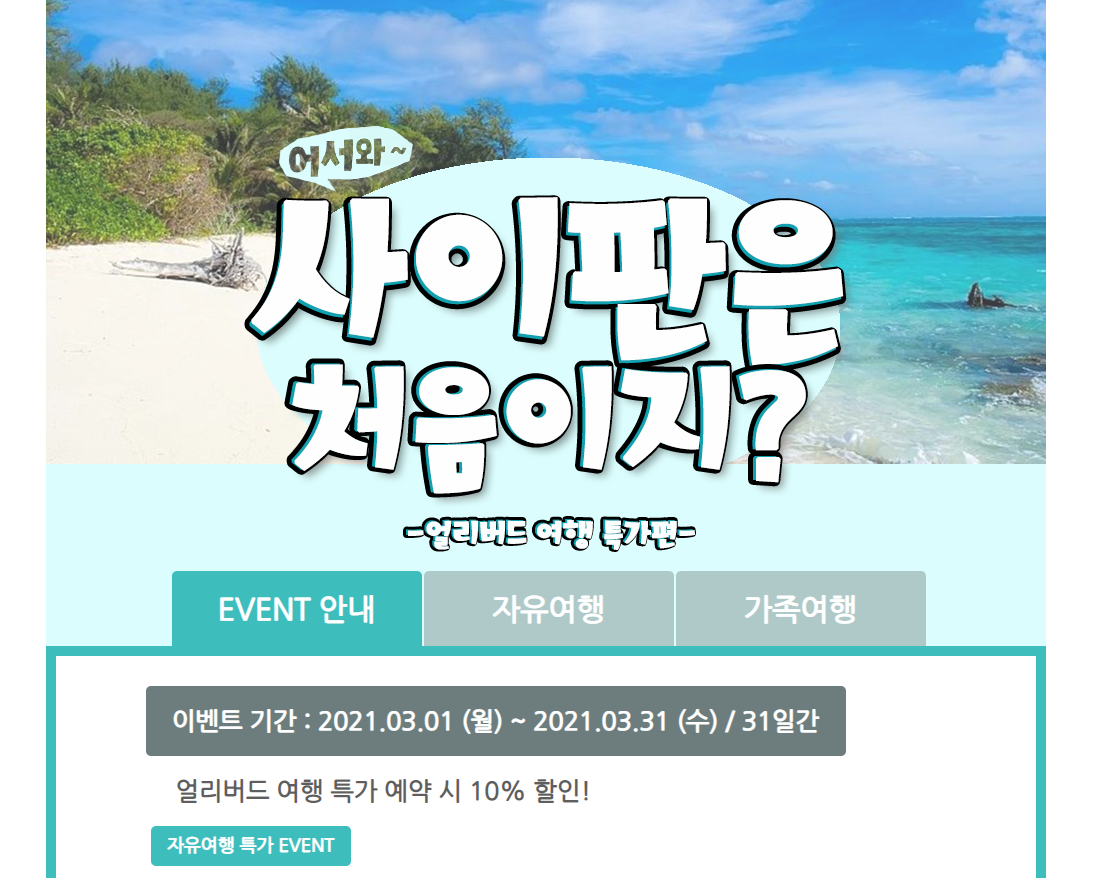 어서와~
사이판은
처음이지?
-얼리버드 여행 특가편-
EVENT 안내 자유여행 가족여행
이벤트 기간 : 2021.03.01 (월) ~ 2021.03.31 (수) / 31일간
얼리버드 여행 특가 예약 시 10% 할인!
자유여행 특가 EVENT